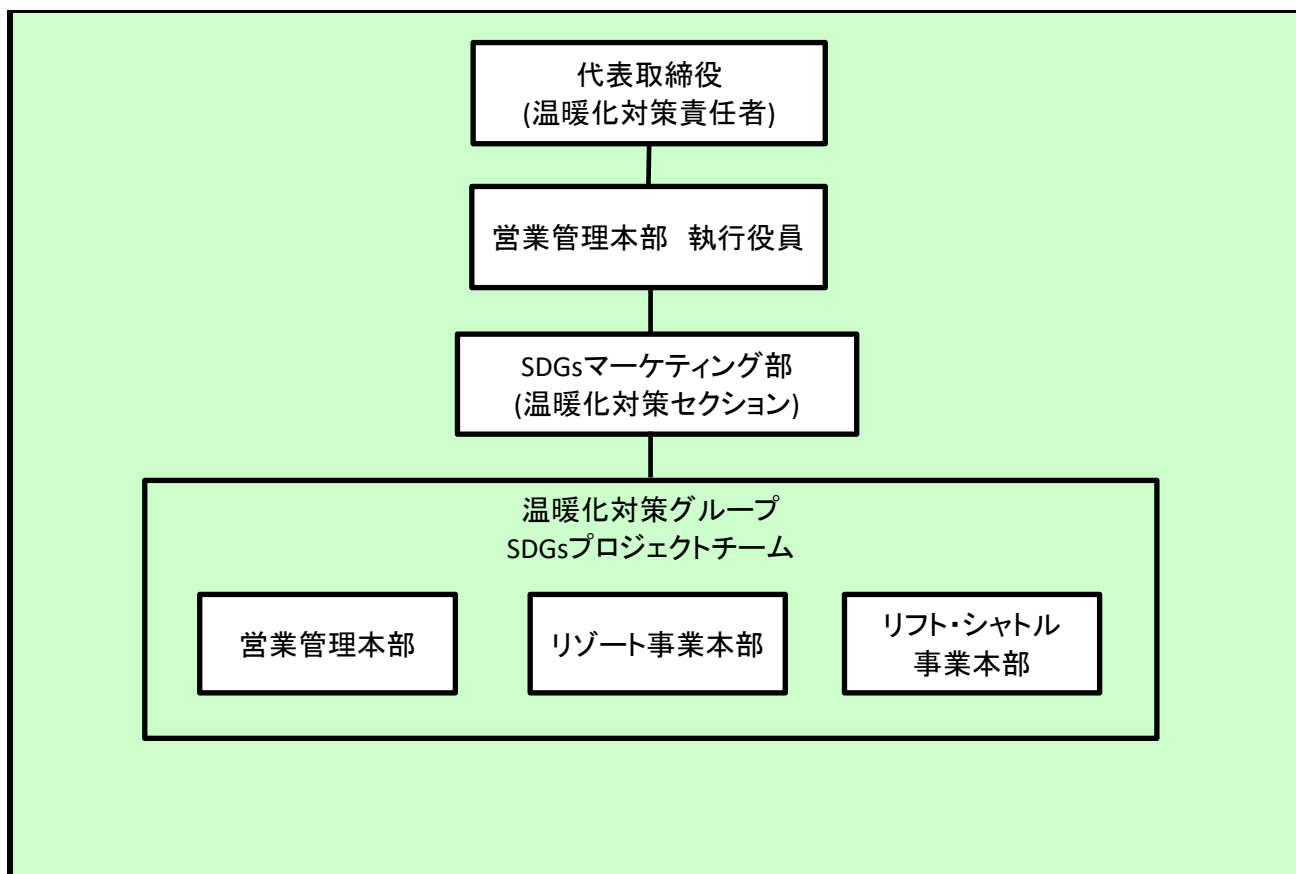 代表取締役
(温暖化対策責任者)
営業管理本部　執行役員
SDGsマーケティング部
(温暖化対策セクション)
温暖化対策グループ
SDGsプロジェクトチーム
営業管理本部
リゾート事業本部
リフト・シャトル
事業本部